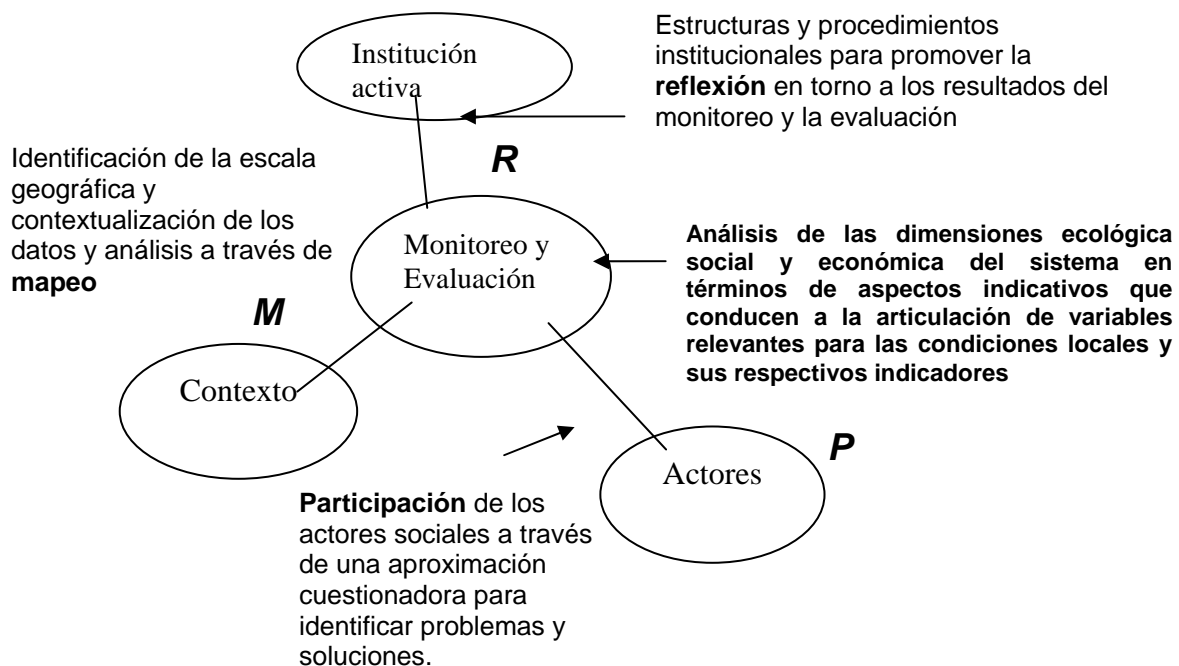 Institución
activa
Estructuras y procedimientos
institucionales para promover la
reflexión en torno a los resultados del
monitoreo y la evaluación
R
Identificación de la escala
geográfica y
contextualización de los
datos y análisis a través de
mapeo
Monitoreo y
Evaluación
Análisis de las dimensiones ecológica
social y económica del sistema en
términos de aspectos indicativos que
conducen a la articulación de variables
relevantes para las condiciones locales y
sus respectivos indicadores
M
Contexto
P
Actores
Participación de los
actores sociales a través
de una aproximación
cuestionadora para
identificar problemas y
soluciones.